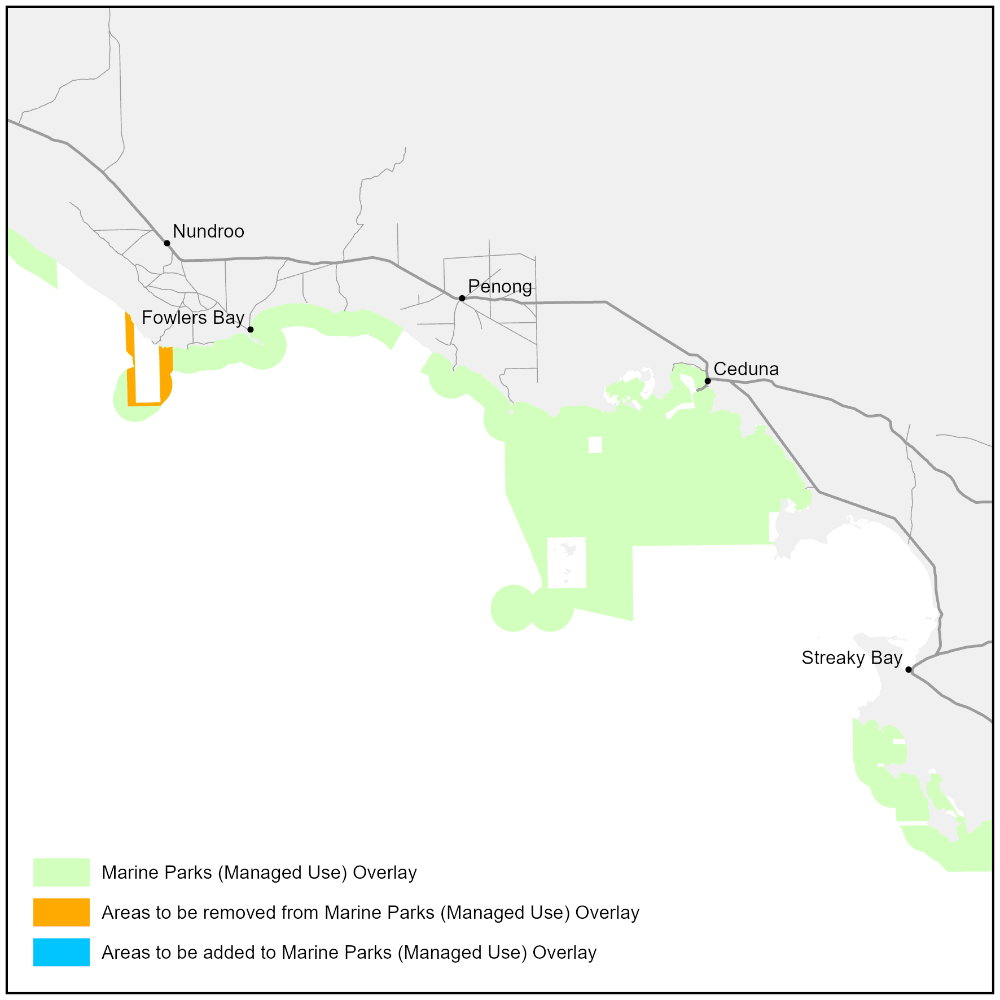 Nundroo
Penong
Fowlers Bay
Ceduna
Streaky Bay
Marine Parks (Managed Use) Overlay
Areas to be removed from Marine Parks (Managed Use) Overlay
Areas to be added to Marine Parks (Managed Use) Overlay